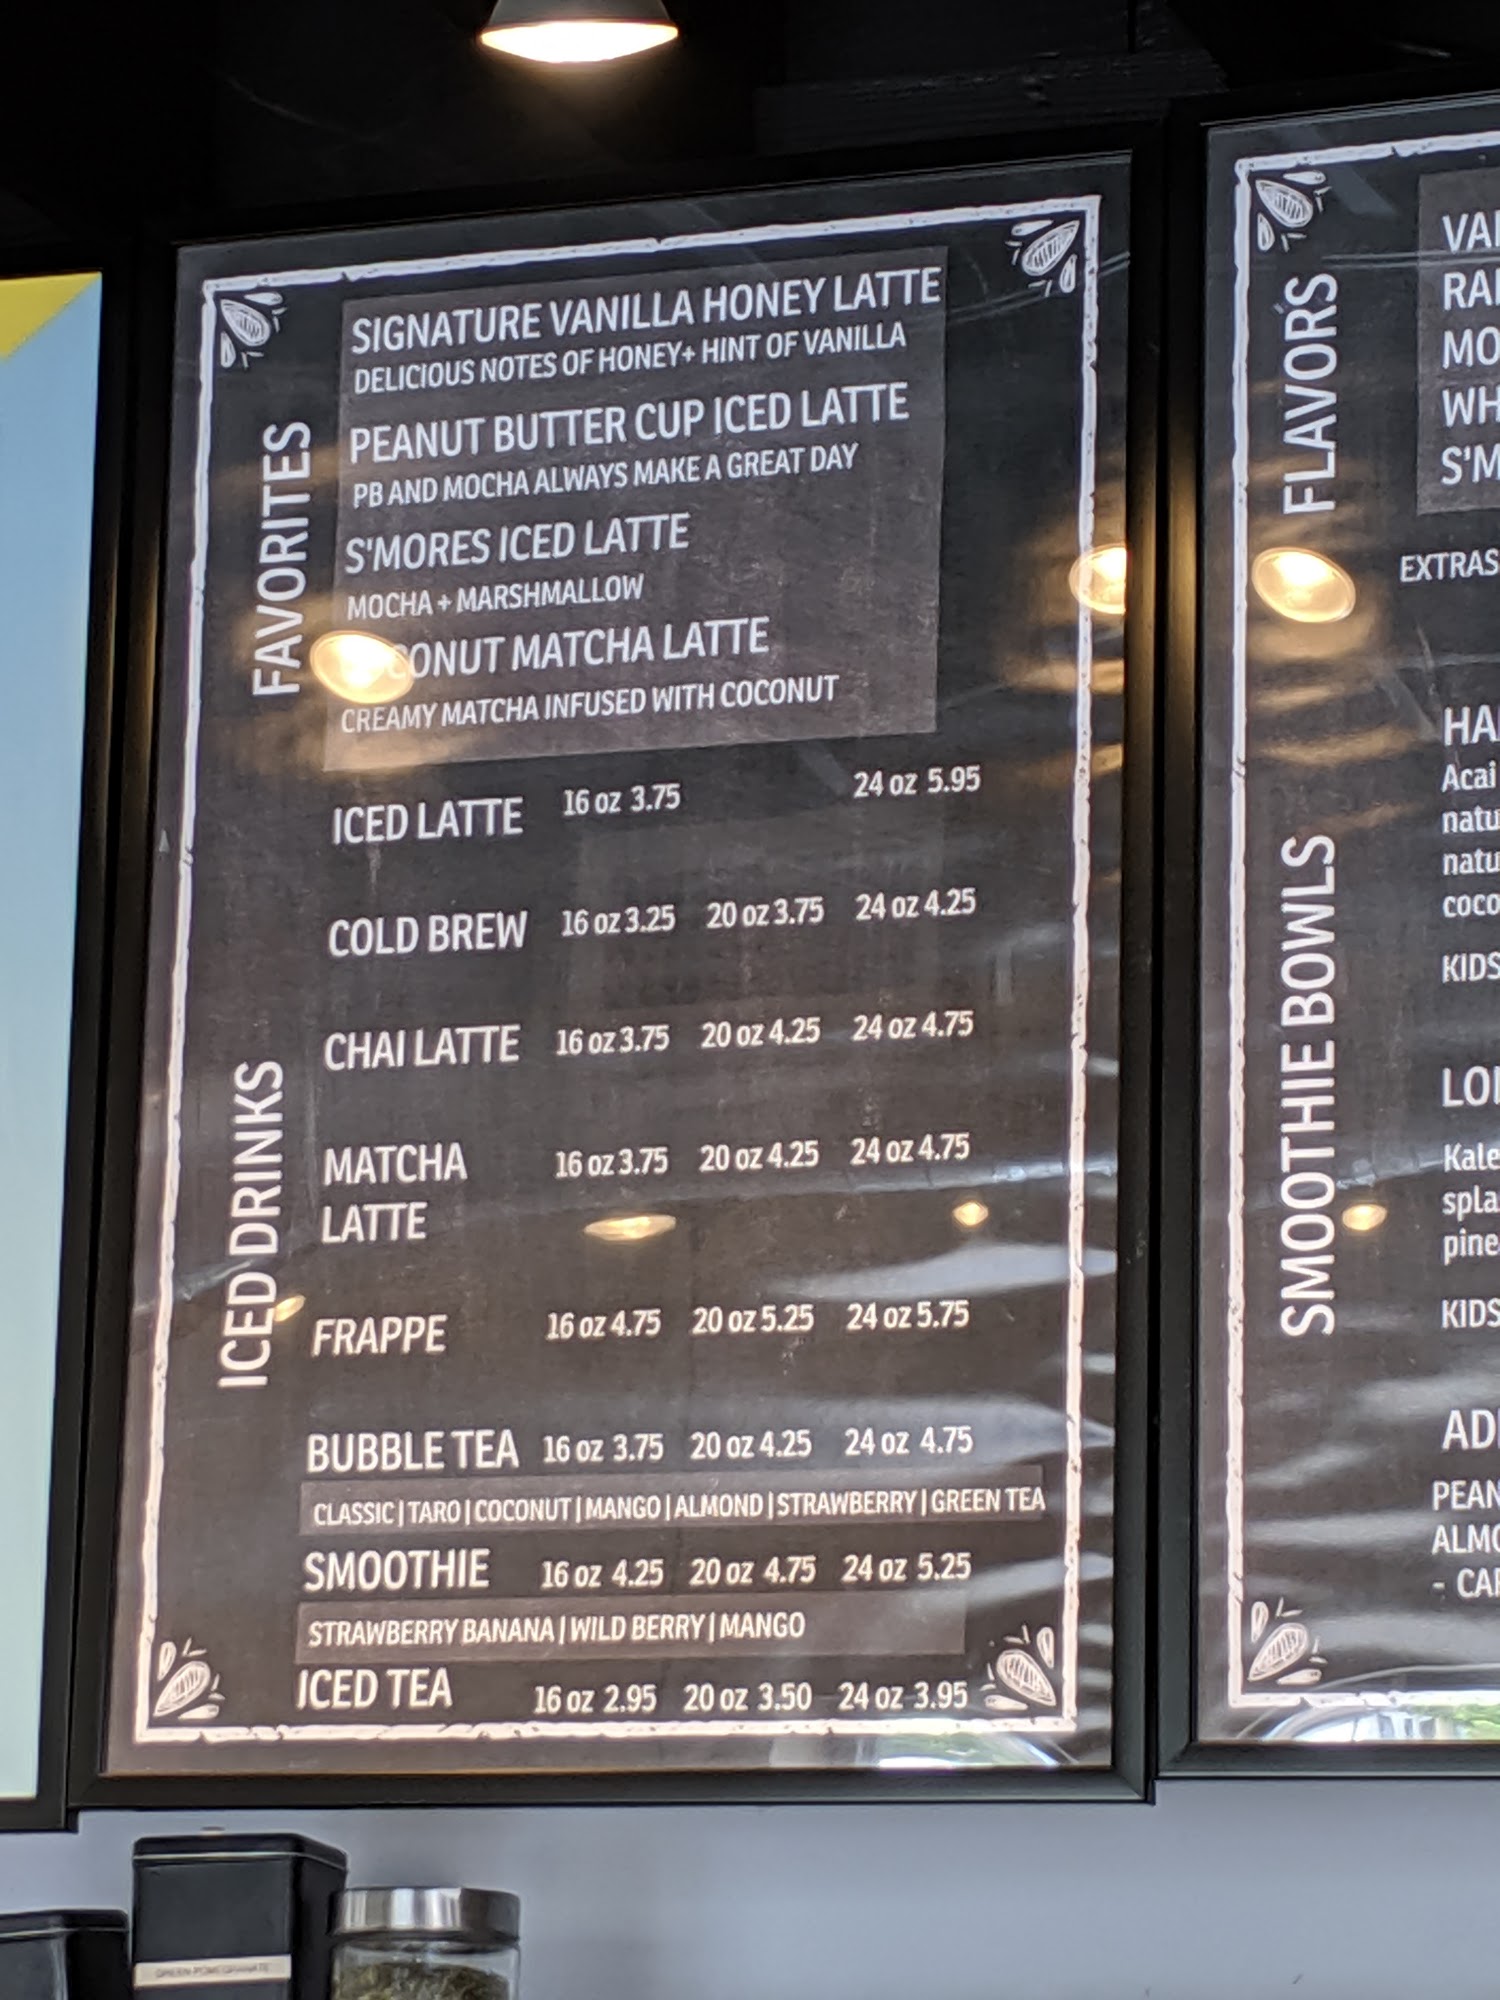 FAVORITES
SIGNATURE VANILLA HONEY LATTE
DELICIOUS NOTES OF HONEY+ HINT OF VANILLA
PEANUT BUTTER CUP ICED LATTE
PB AND MOCHA ALWAYS MAKE A GREAT DAY
S'MORES ICED LATTE
MOCHA + MARSHMALLOW
COCONUT MATCHA LATTE
CREAMY MATCHA INFUSED WITH COCONUT
ICED DRINKS
ICED LATTE 16 oz 3.75 24 oz 5.95
COLD BREW 16 oz 3.25 20 oz 3.75 24 oz 4.25
CHAI LATTE 16 oz 3.75 20 oz 4.25 24 oz 4.75
MATCHA 16 oz 3.75 20 oz 4.25 24 oz 4.75
LATTE
FRAPPE 16 oz 4.75 20 oz 5.25 24 oz 5.75
BUBBLE TEA 16 oz 3.75 20 oz 4.25 24 oz 4.75
CLASSIC | TARO | COCONUT | MANGO | ALMOND | STRAWBERRY | GREEN TEA
SMOOTHIE 16 oz 4.25 20 oz 4.75 24 oz 5.25
STRAWBERRY BANANA | WILD BERRY | MANGO
ICED TEA 16 oz 2.95 20 oz 3.50 24 oz 3.95
FLAVORS
EXTRAS
SMOOTHIE BOWLS
Acai
KIDS
Kale
KIDS
GREEN POMEGRANATE